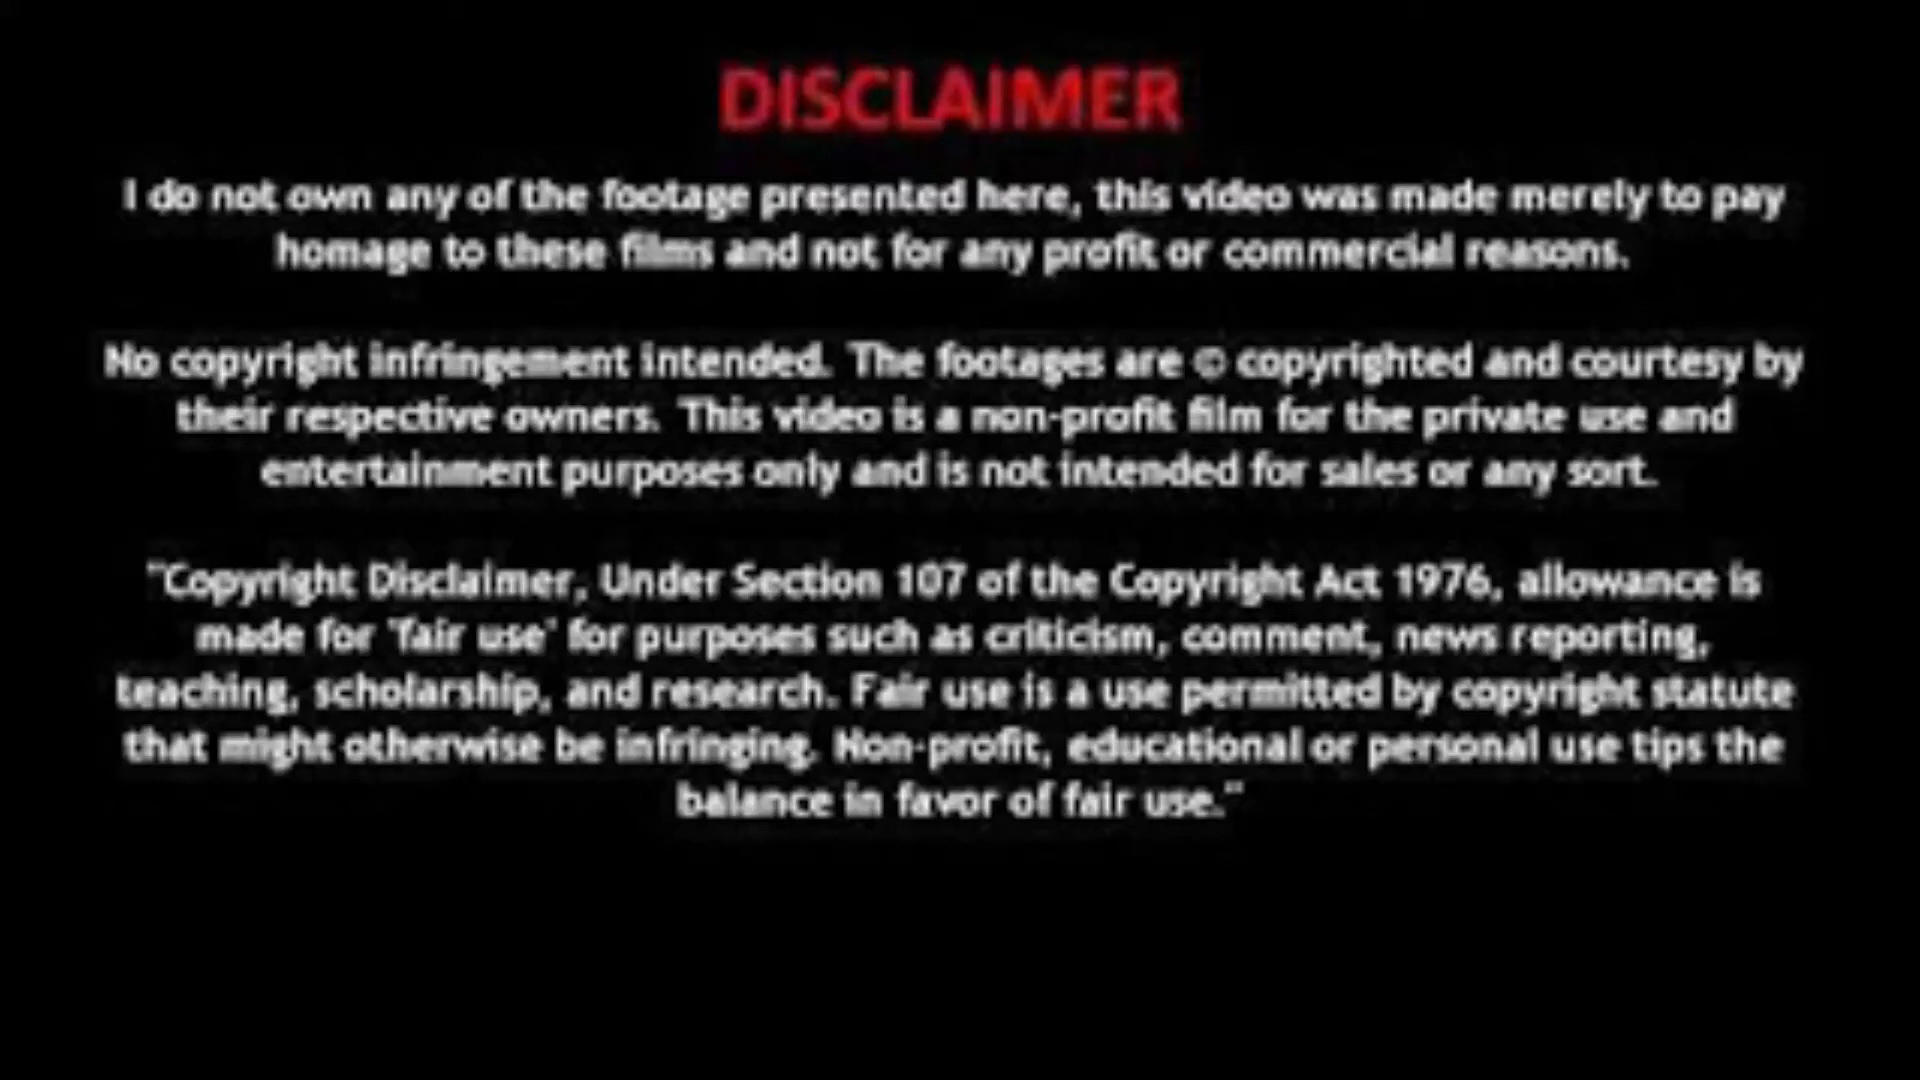 DISCLAIMER
I do not own any of the footage presented here, this video was made merely to pay
homage to these films and not for any profit or commercial reasons.
No copyright infringement intended. The footages are © copyrighted and courtesy by
their respective owners. This video is a non-profit film for the private use and
entertainment purposes only and is not intended for sales or any sort.
"Copyright Disclaimer, Under Section 107 of the Copyright Act 1976, allowance is
made for 'fair use' for purposes such as criticism, comment, news reporting,
teaching, scholarship, and research. Fair use is a use permitted by copyright statute
that might otherwise be infringing. Non-profit, educational or personal use tips the
balance in favor of fair use."